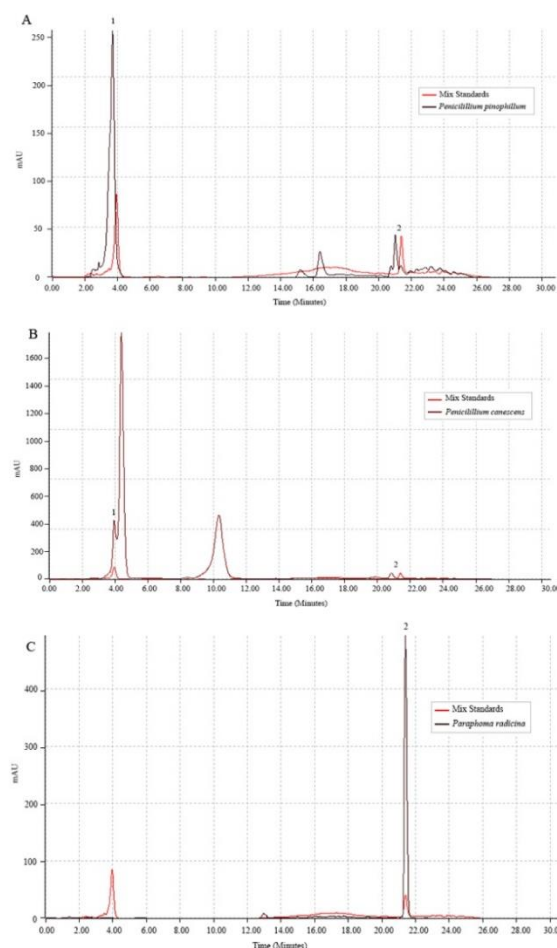 A
1
250
200
150
100
50
0
mAU
Mix Standards
Penicilillium pinophillum
2
0.00 2.00 4.00 6.00 8.00 10.00 12.00 14.00 16.00 18.00 20.00 22.00 24.00 26.00 28.00 30.00
Time (Minutes)
B
1600
1400
1200
1000
800
600
400
200
0
mAU
Mix Standards
Penicilillium canescens
1
2
0.00 2.00 4.00 6.00 8.00 10.00 12.00 14.00 16.00 18.00 20.00 22.00 24.00 26.00 28.00 30.0
Time (Minutes)
C
2
400
300
200
100
0
mAU
Mix Standards
Paraphoma radicina
0.00 2.00 4.00 6.00 8.00 10.00 12.00 14.00 16.00 18.00 20.00 22.00 24.00 26.00 28.00 30.
Time (Minutes)